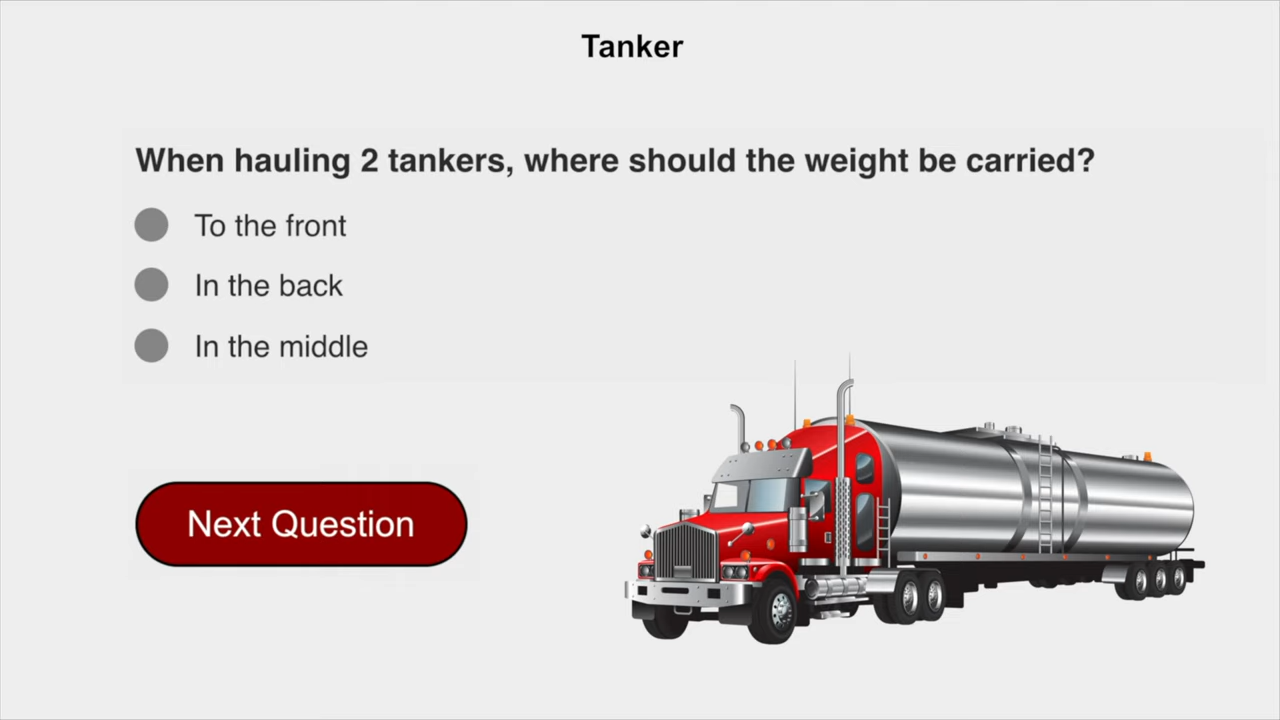 Tanker
When hauling 2 tankers, where should the weight be carried?
To the front
In the back
In the middle
Next Question